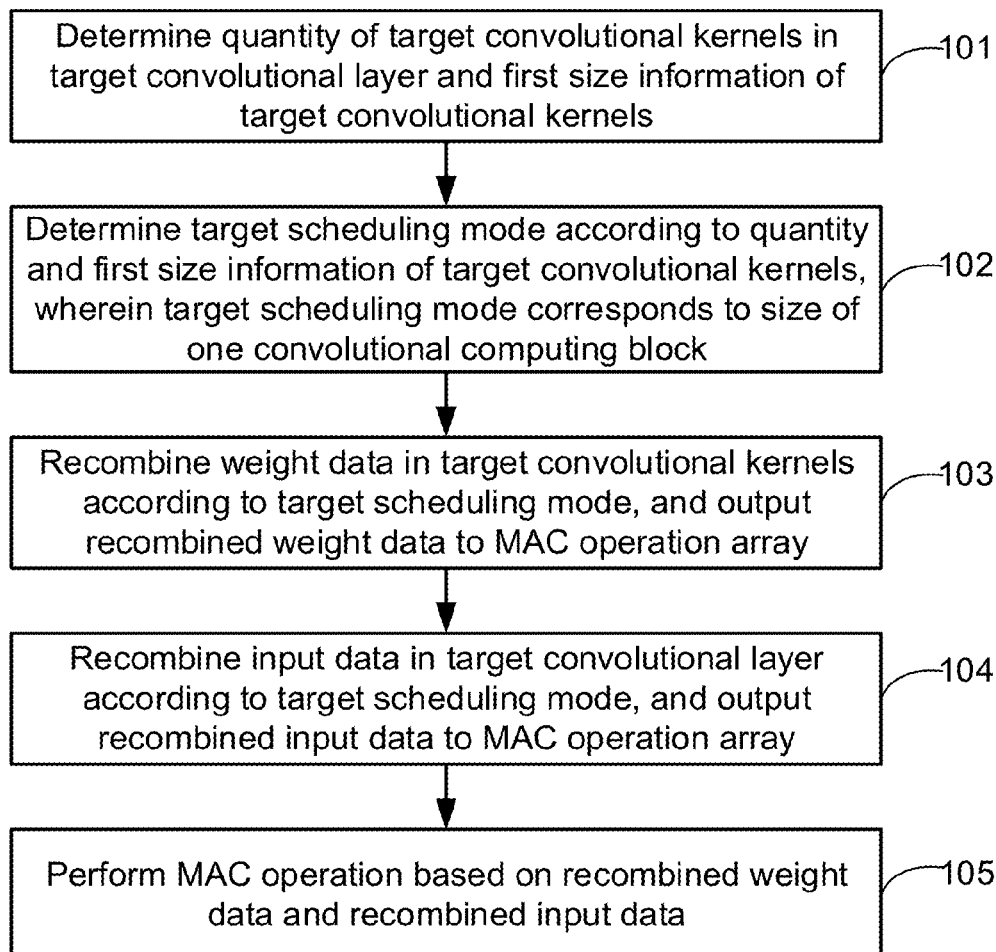 Determine quantity of target convolutional kernels in
target convolutional layer and first size information of
target convolutional kernels
101
Determine target scheduling mode according to quantity
and first size information of target convolutional kernels,
wherein target scheduling mode corresponds to size of
one convolutional computing block
102
Recombine weight data in target convolutional kernels
according to target scheduling mode, and output
recombined weight data to MAC operation array
103
Recombine input data in target convolutional layer
according to target scheduling mode, and output
recombined input data to MAC operation array
104
Perform MAC operation based on recombined weight
data and recombined input data
105